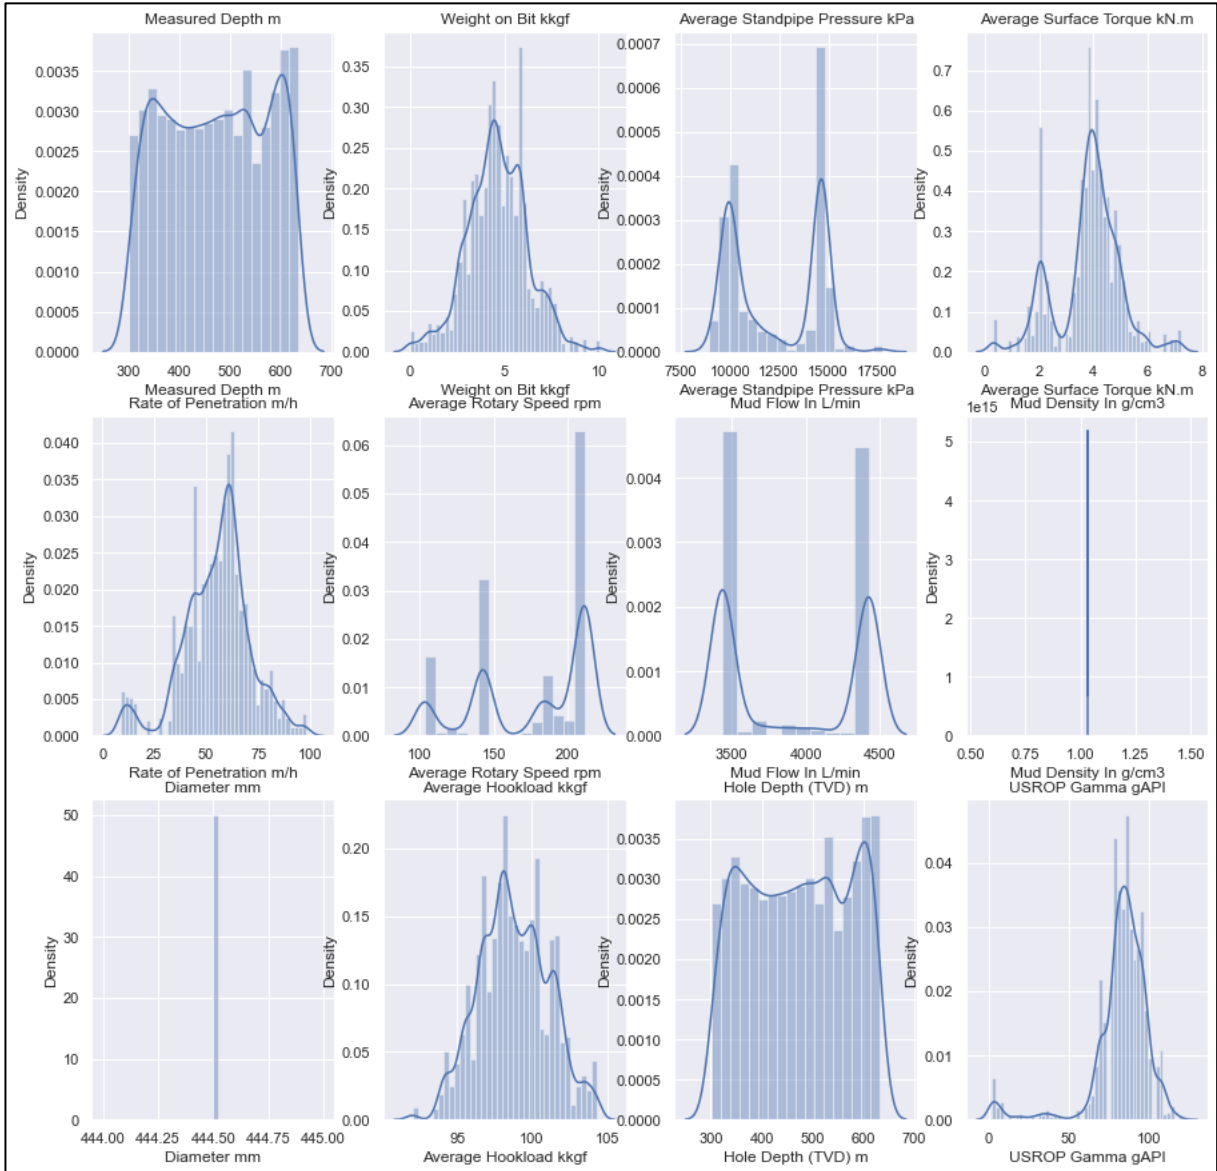 Measured Depth m
Weight on Bit kkgf
Average Standpipe Pressure kPa
Average Surface Torque kN.m
Density
0.0035
0.0030
0.0025
0.0020
0.0015
0.0010
0.0005
0.0000
300 400 500 600 700
Measured Depth m
Density
0.35
0.30
0.25
0.20
0.15
0.10
0.05
0.00
0 5 10
Weight on Bit kkgf
Density
0.0007
0.0006
0.0005
0.0004
0.0003
0.0002
0.0001
0.0000
7500 10000 12500 15000 17500
Average Standpipe Pressure kPa
Density
0.7
0.6
0.5
0.4
0.3
0.2
0.1
0.0
0 2 4 6 8
Average Surface Torque kN.m
Rate of Penetration m/h
Average Rotary Speed rpm
Mud Flow In L/min
Mud Density In g/cm3
Density
0.040
0.035
0.030
0.025
0.020
0.015
0.010
0.005
0.000
0 25 50 75 100
Rate of Penetration m/h
Density
0.06
0.05
0.04
0.03
0.02
0.01
0.00
100 150 200
Average Rotary Speed rpm
Density
0.004
0.003
0.002
0.001
0.000
3500 4000 4500
Mud Flow In L/min
Density
1e15
5
4
3
2
1
0
0.50 0.75 1.00 1.25 1.50
Mud Density In g/cm3
Diameter mm
Average Hookload kkgf
Hole Depth (TVD) m
USROP Gamma gAPI
50
40
30
20
10
0
444.00 444.25 444.50 444.75 445.00
Diameter mm
Density
0.20
0.15
0.10
0.05
0.00
95 100 105
Average Hookload kkgf
Density
0.0035
0.0030
0.0025
0.0020
0.0015
0.0010
0.0005
0.0000
300 400 500 600 700
Hole Depth (TVD) m
Density
0.04
0.03
0.02
0.01
0.00
0 50 100
USROP Gamma gAPI